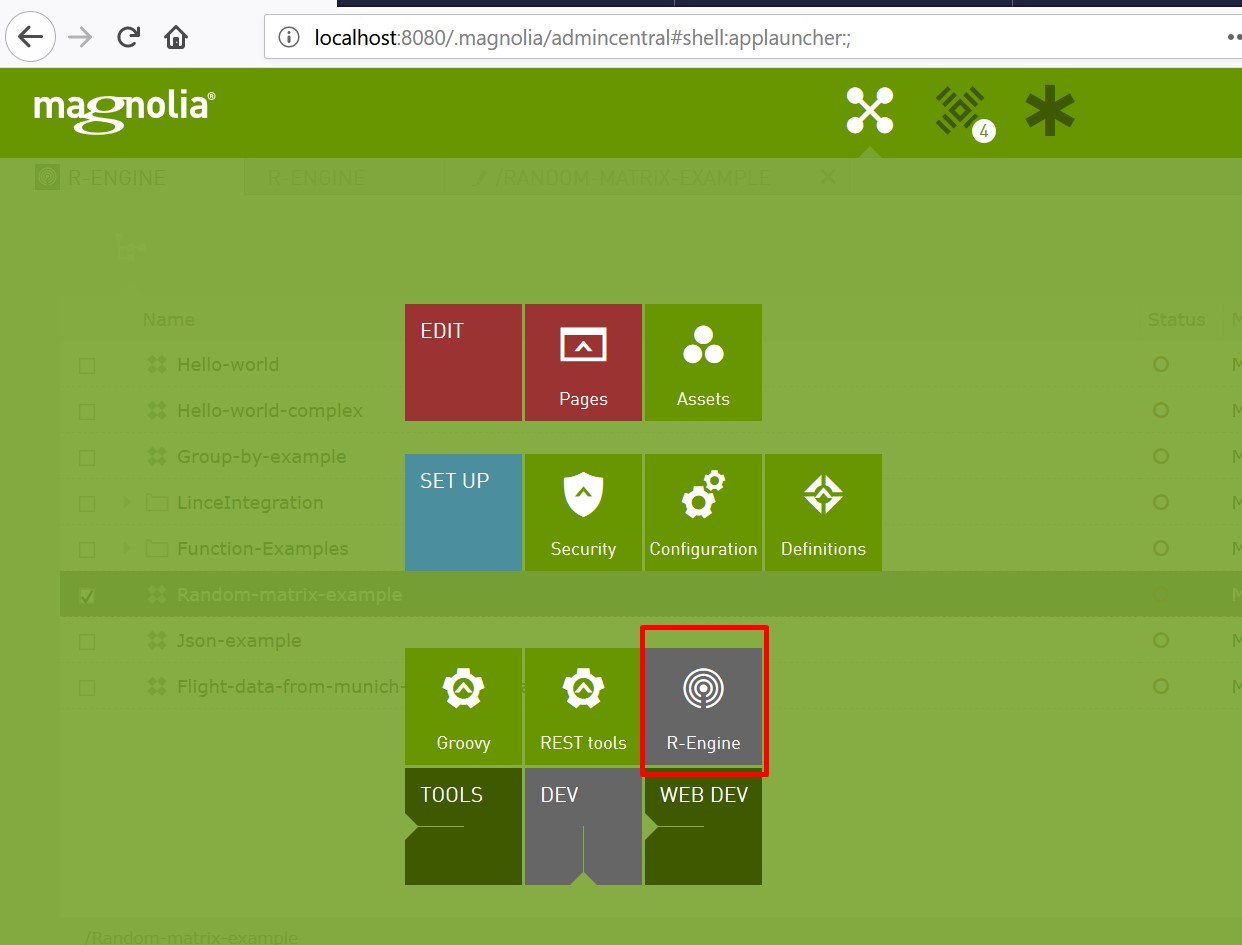 localhost:8080/.magnolia/admincentral#shell:applauncher:;
magnolia®
4
R-ENGINE
R-ENGINE
/RANDOM-MATRIX-EXAMPLE
Name
Status
Hello-world
Hello-world-complex
Group-by-example
LinceIntegration
Function-Examples
Random-matrix-example
Json-example
Flight-data-from-munich-
EDIT
Pages
Assets
SET UP
Security
Configuration
Definitions
Groovy
REST tools
R-Engine
TOOLS
DEV
WEB DEV
/Random-matrix-example